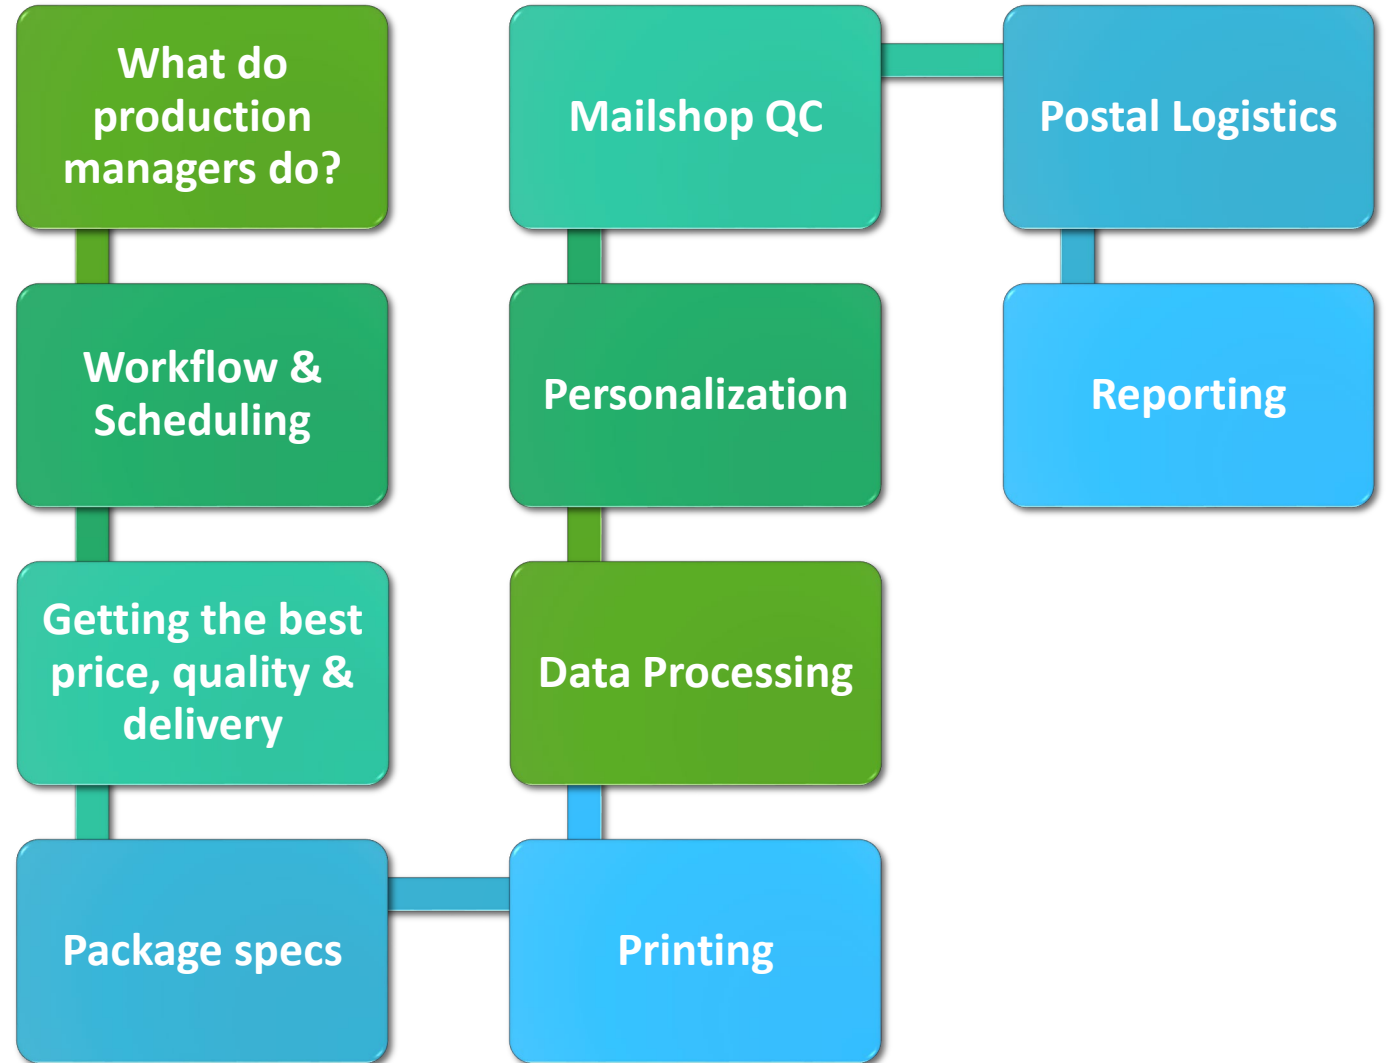 What do
production
managers do?
Workflow &
Scheduling
Getting the best
price, quality &
delivery
Package specs
Printing
Data Processing
Personalization
Mailshop QC
Postal Logistics
Reporting